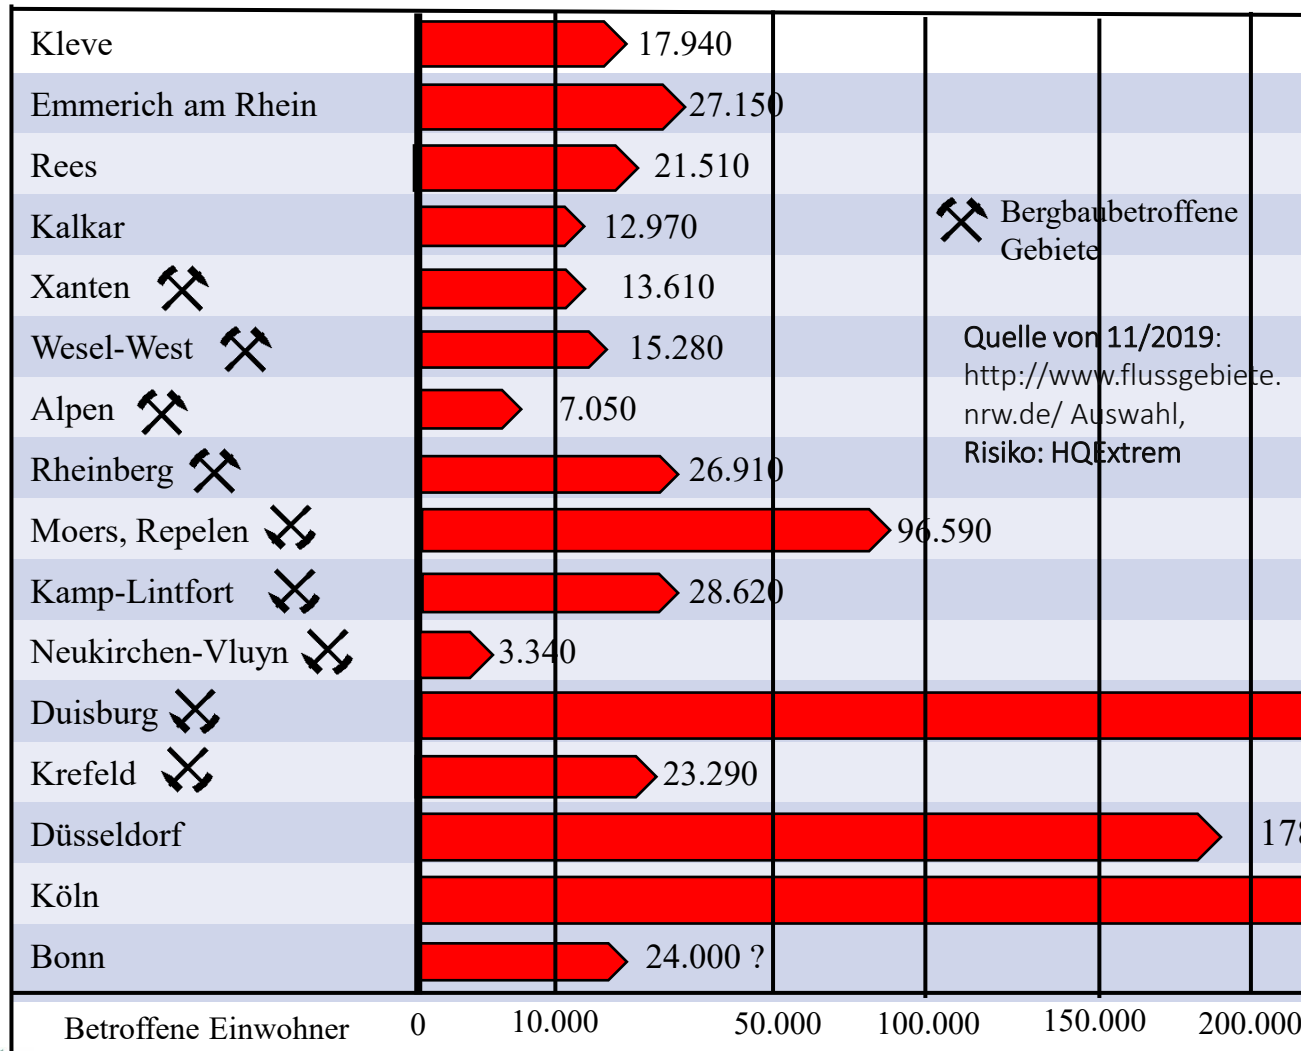 Kleve 17.940
Emmerich am Rhein 27.150
Rees 21.510
Kalkar 12.970
Xanten 13.610
Wesel-West 15.280
Alpen 7.050
Rheinberg 26.910
Moers, Repelen 96.590
Kamp-Lintfort 28.620
Neukirchen-Vluyn 3.340
Duisburg
Krefeld 23.290
Düsseldorf
Köln
Bonn 24.000 ?
Bergbaubetroffene
Gebiete
Quelle von 11/2019:
http://www.flussgebiete.
nrw.de/ Auswahl,
Risiko: HQExtrem
Betroffene Einwohner 0 10.000 50.000 100.000 150.000 200.000